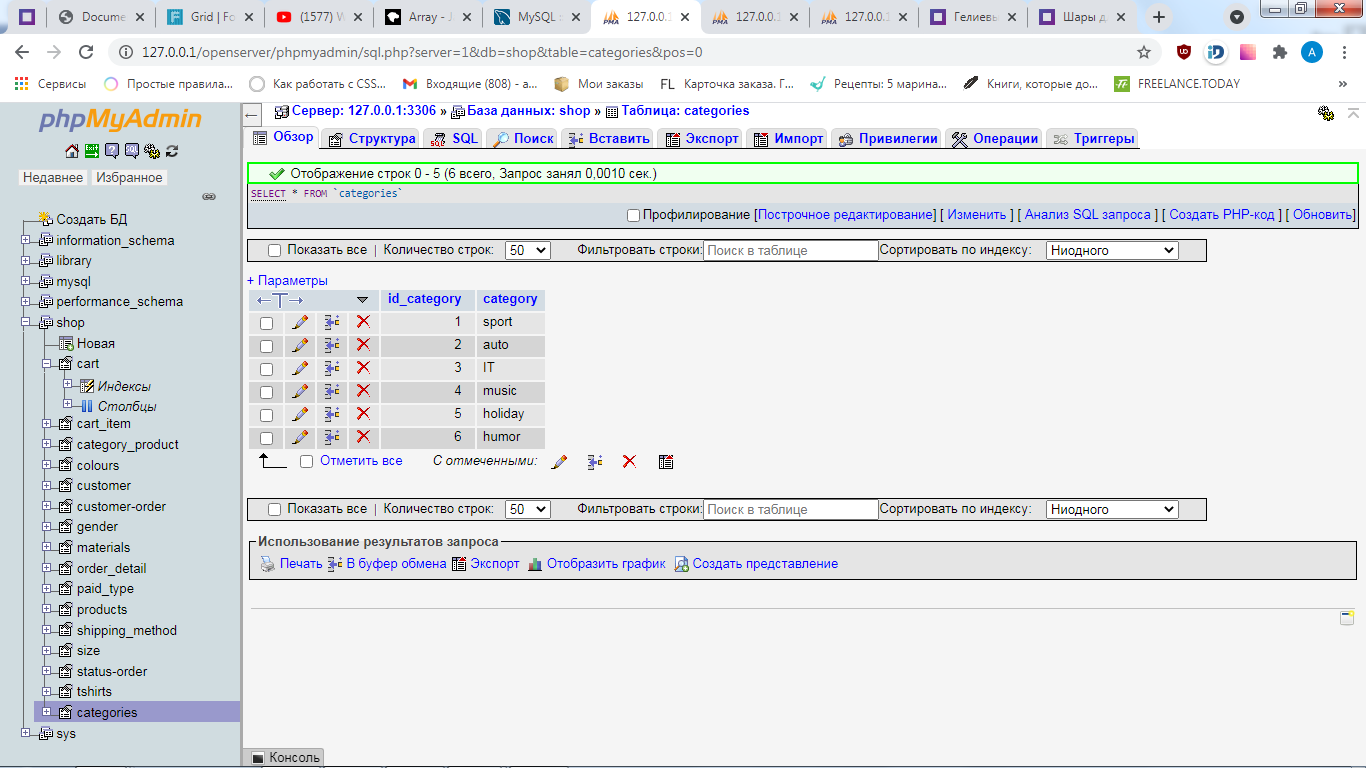 Docume
Grid | Fo
(1577) W
Array - J
MySQL :
127.0.0.1
127.0.0.1
127.0.0.1
Гелиевы
Шары д
127.0.0.1/openserver/phpmyadmin/sql.php?server=1&db=shop&table=categories&pos=0
A
Сервисы
Простые правила...
Как работать с CSS...
Входящие (808) - a...
Мои заказы
FL Карточка заказа. Г...
Рецепты: 5 марина...
Книги, которые до...
FREELANCE.TODAY
»
phpMyAdmin
Недавнее
Избранное
Создать БД
information_schema
library
mysql
performance_schema
shop
Новая
cart
Индексы
Столбцы
cart_item
category_product
colours
customer
customer-order
gender
materials
order_detail
paid_type
products
shipping_method
size
status-order
tshirts
categories
sys
Сервер: 127.0.0.1:3306 » База данных: shop » Таблица: categories
Обзор Структура SQL Поиск Вставить Экспорт Импорт Привилегии Операции Триггеры
Отображение строк 0 - 5 (6 всего, Запрос занял 0,0010 сек.)
SELECT * FROM `categories`
Профилирование [Построчное редактирование] [ Изменить ] [ Анализ SQL запроса ] [ Создать PHP-код ] [ Обновить]
Показать все | Количество строк: 50 Фильтровать строки: Поиск в таблице Сортировать по индексу: Ниодного
+ Параметры
id_category category
1 sport
2 auto
3 IT
4 music
5 holiday
6 humor
Отметить все С отмеченными:
Показать все | Количество строк: 50 Фильтровать строки: Поиск в таблице Сортировать по индексу: Ниодного
Использование результатов запроса
Печать В буфер обмена Экспорт Отобразить график Создать представление
Консоль